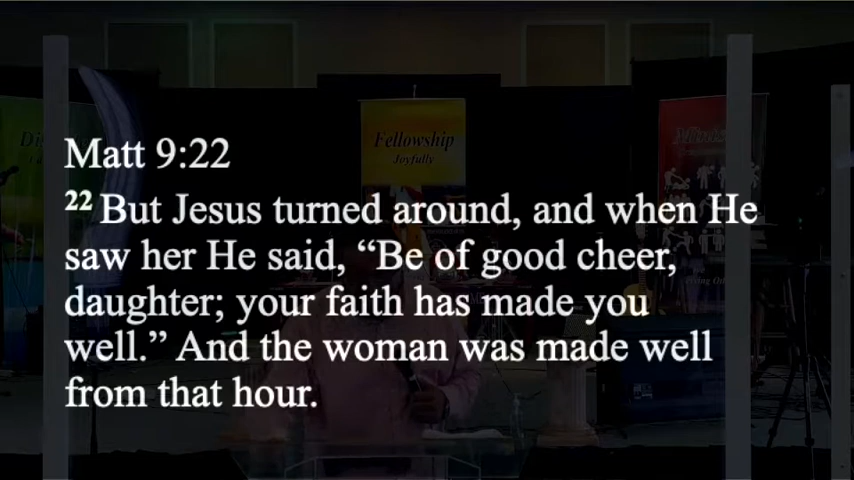 Matt 9:22
22 But Jesus turned around, and when He
saw her He said, “Be of good cheer,
daughter; your faith has made you
well.” And the woman was made well
from that hour.
Fellowship
Joyfully